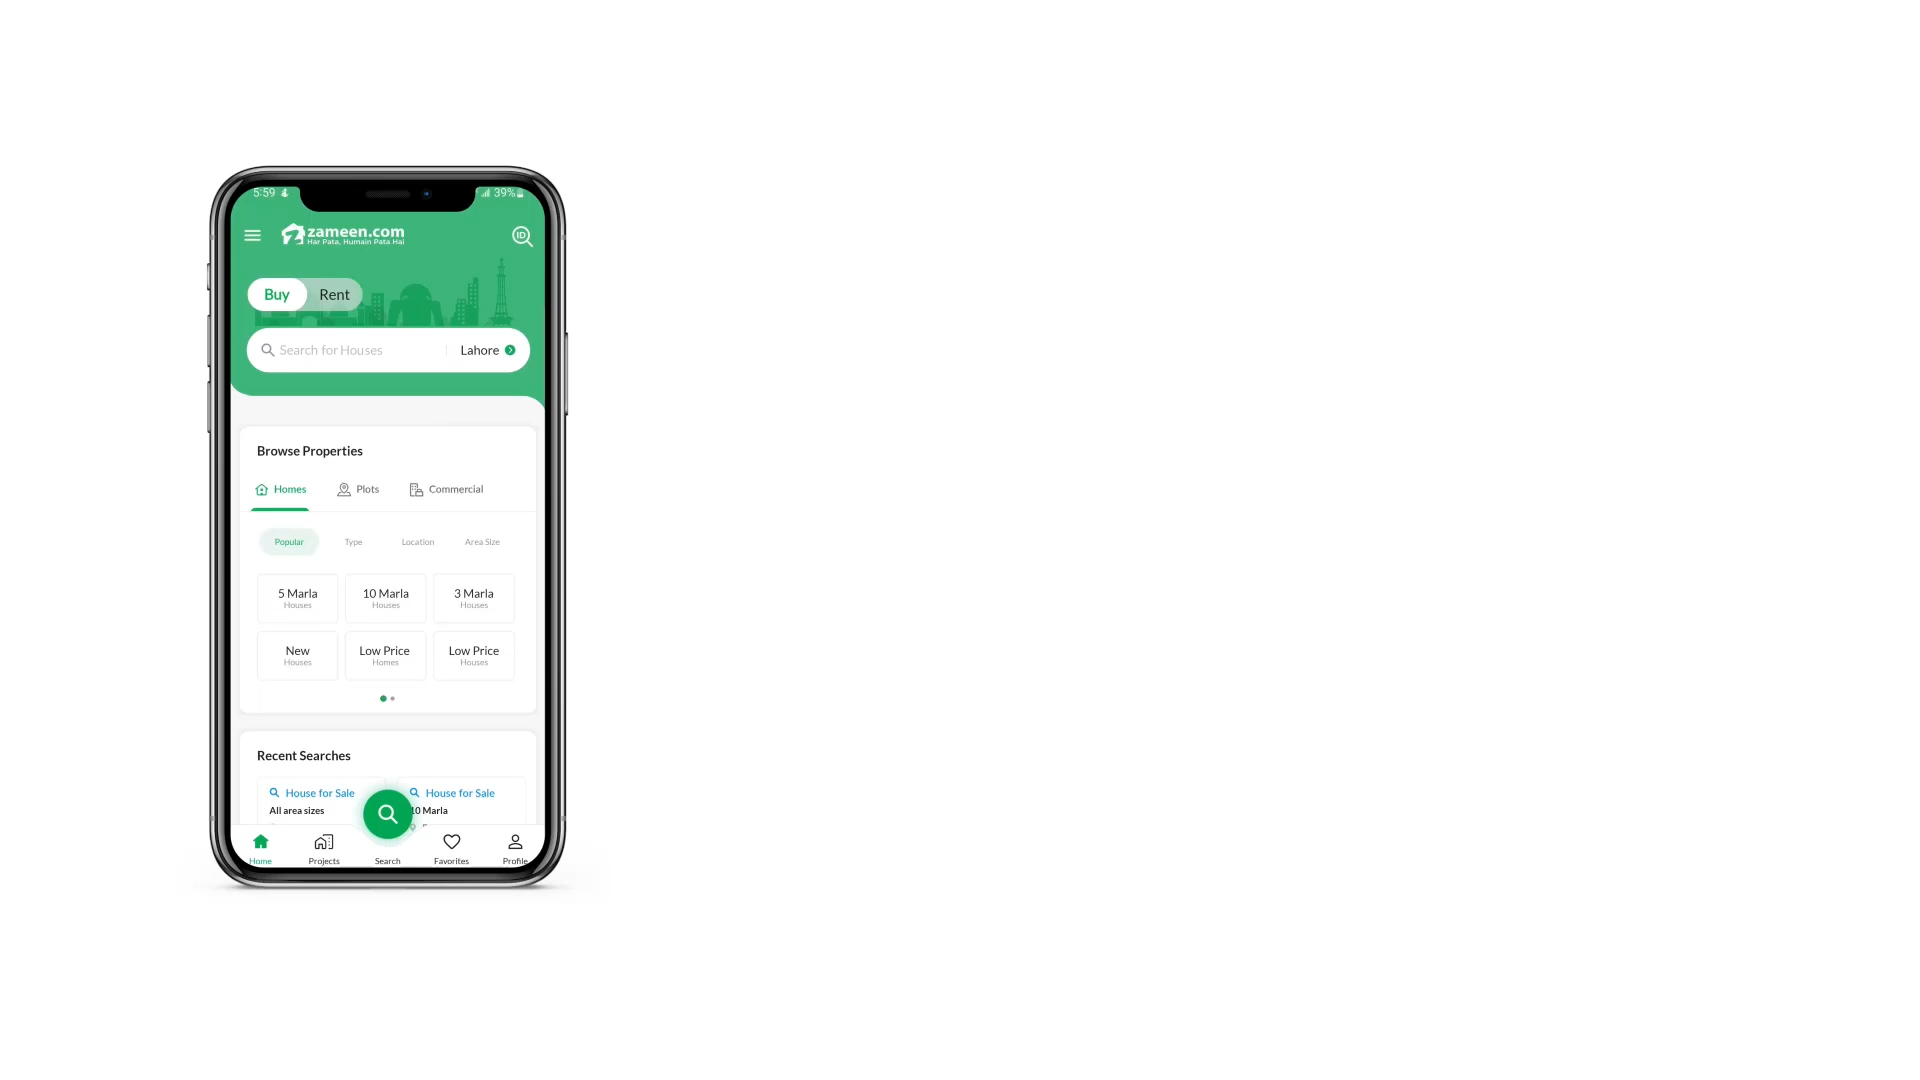 5:59
39%
zameen.com
Har Pata, Humain Pata Hai
ID
Buy Rent
Search for Houses Lahore
Browse Properties
Homes Plots Commercial
Popular Type Location Area Size
5 Marla 10 Marla 3 Marla
Houses Houses Houses
New Low Price Low Price
Houses Homes Houses
Recent Searches
House for Sale House for Sale
All area sizes 10 Marla
Home Projects Search Favorites Profile